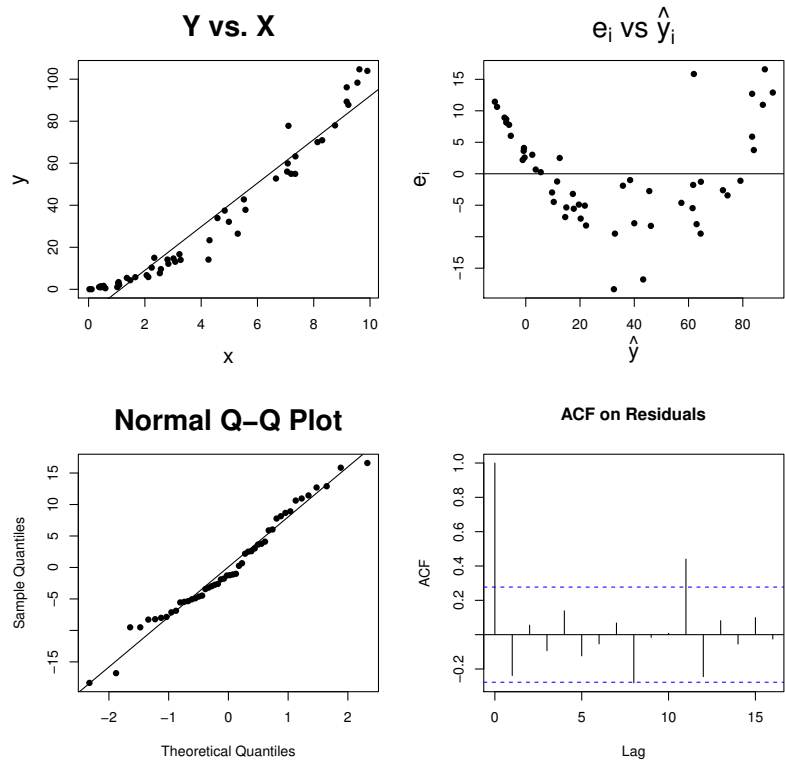 Y vs. X
y
100
80
60
40
20
0
0 2 4 6 8 10
x
eᵢ vs ŷᵢ
eᵢ
15
10
5
0
−5
−15
0 20 40 60 80
ŷ
Normal Q−Q Plot
Sample Quantiles
15
10
5
0
−5
−15
−2 −1 0 1 2
Theoretical Quantiles
ACF on Residuals
ACF
1.0
0.8
0.6
0.4
0.2
−0.2
0 5 10 15
Lag